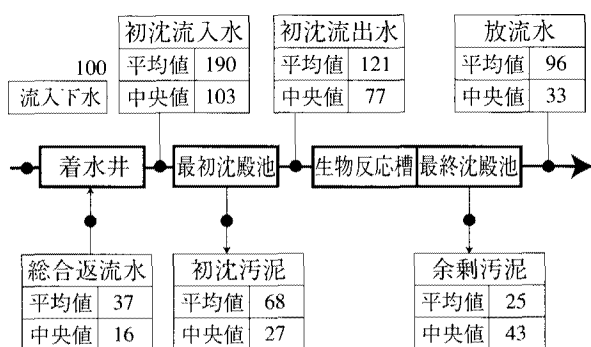 初沈流入水
平均値 190
中央値 103
初沈流出水
平均値 121
中央値 77
放流水
平均値 96
中央値 33
100
流入下水
着水井
最初沈殿池
生物反応槽
最終沈殿池
総合返流水
平均値 37
中央値 16
初沈汚泥
平均値 68
中央値 27
余剰汚泥
平均値 25
中央値 43